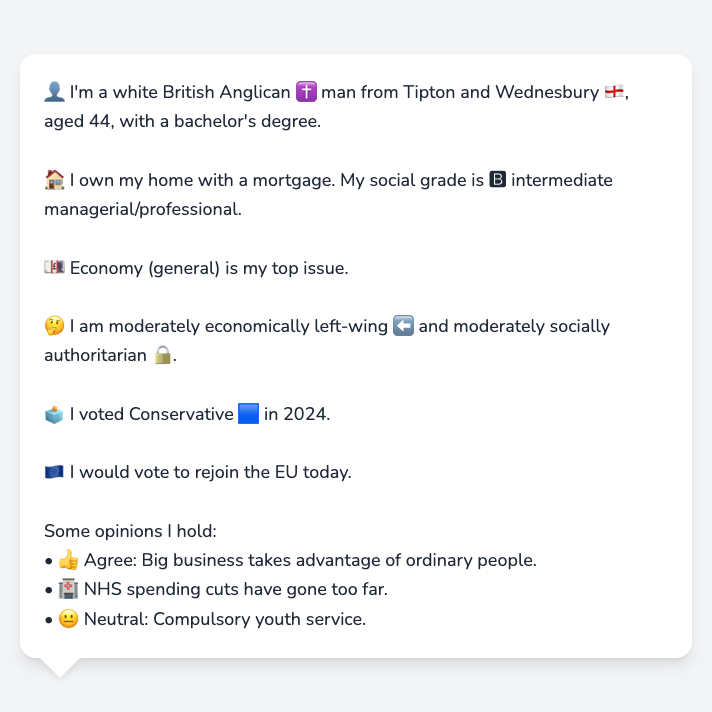 👤 I'm a white British Anglican ✝️ man from Tipton and Wednesbury 🏴󠁧󠁢󠁥󠁮󠁧󠁿,
aged 44, with a bachelor's degree.
🏠 I own my home with a mortgage. My social grade is 🅱 intermediate
managerial/professional.
💷 Economy (general) is my top issue.
🤔 I am moderately economically left-wing ⬅️ and moderately socially
authoritarian 🔒.
🗳️ I voted Conservative 🟦 in 2024.
🇪🇺 I would vote to rejoin the EU today.
Some opinions I hold:
• 👍 Agree: Big business takes advantage of ordinary people.
• 🏥 NHS spending cuts have gone too far.
• 😐 Neutral: Compulsory youth service.